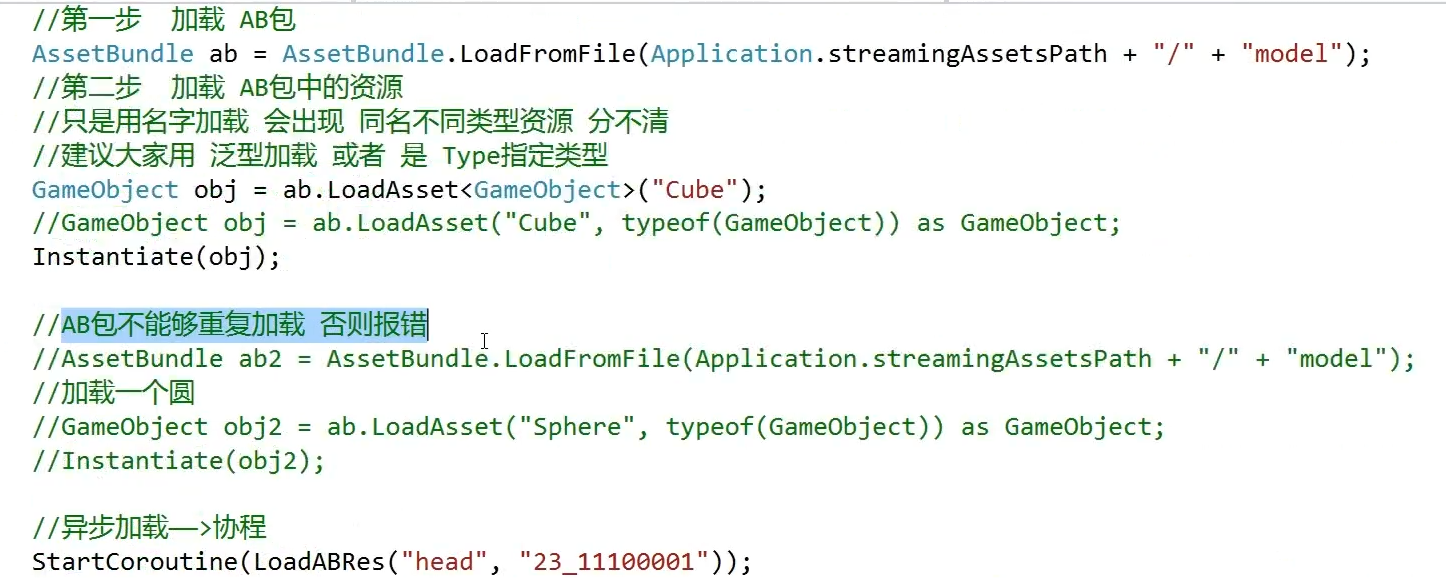 //第一步  加载 AB包
AssetBundle ab = AssetBundle.LoadFromFile(Application.streamingAssetsPath + "/" + "model");
//第二步  加载 AB包中的资源
//只是用名字加载 会出现 同名不同类型资源 分不清
//建议大家用 泛型加载 或者 是 Type指定类型
GameObject obj = ab.LoadAsset<GameObject>("Cube");
//GameObject obj = ab.LoadAsset("Cube", typeof(GameObject)) as GameObject;
Instantiate(obj);
//AB包不能够重复加载 否则报错
//AssetBundle ab2 = AssetBundle.LoadFromFile(Application.streamingAssetsPath + "/" + "model");
//加载一个圆
//GameObject obj2 = ab.LoadAsset("Sphere", typeof(GameObject)) as GameObject;
//Instantiate(obj2);
//异步加载——>协程
StartCoroutine(LoadABRes("head", "23_11100001"));